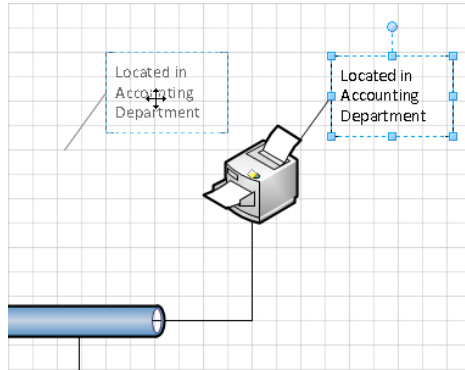 Located in
Accounting
Department
Located in
Accounting
Department